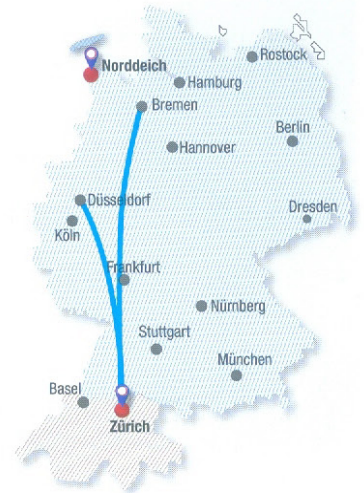 Rostock
Norddeich
Hamburg
Bremen
Berlin
Hannover
Düsseldorf
Dresden
Köln
Frankfurt
Nürnberg
Stuttgart
München
Basel
Zürich